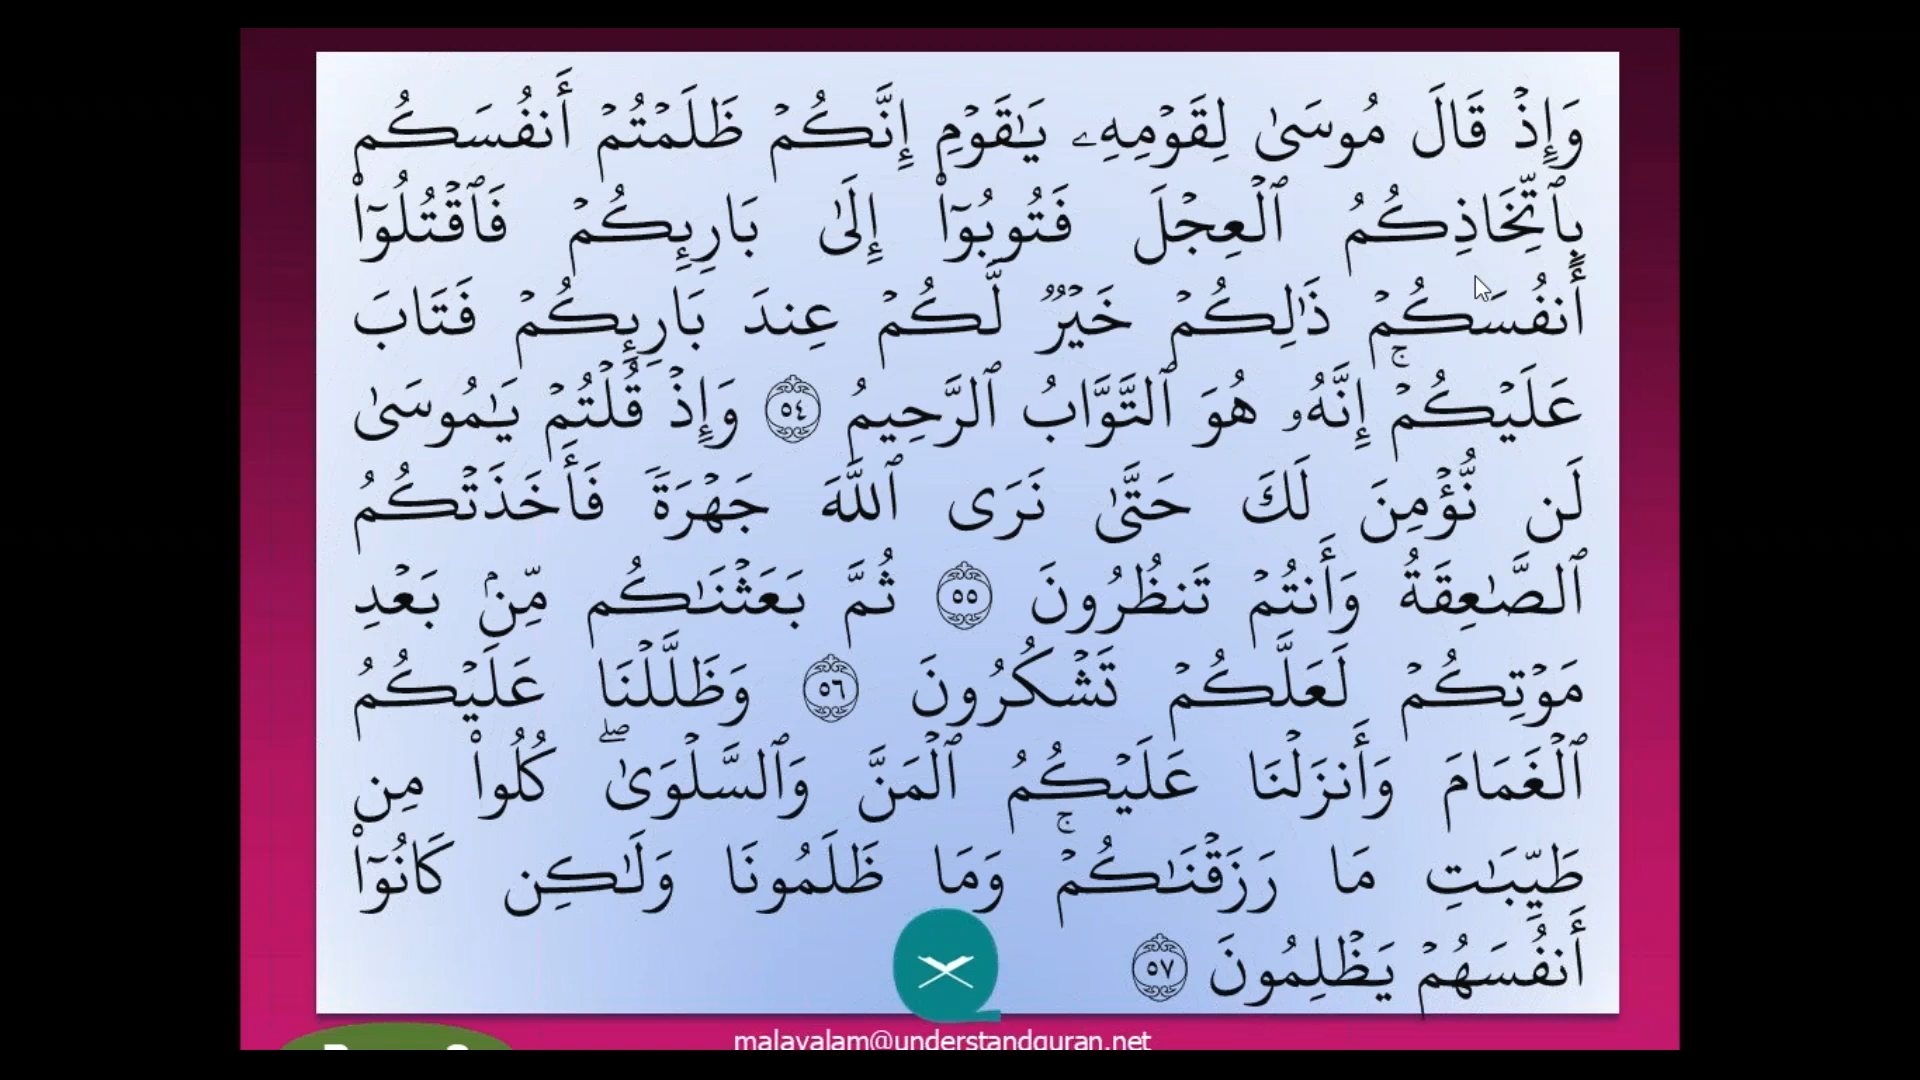 وَإِذۡ قَالَ مُوسَىٰ لِقَوۡمِهِۦ يَٰقَوۡمِ إِنَّكُمۡ ظَلَمۡتُمۡ أَنفُسَكُم
بِٱتِّخَاذِكُمُ ٱلۡعِجۡلَ فَتُوبُوٓاْ إِلَىٰ بَارِئِكُمۡ فَٱقۡتُلُوٓاْ
أَنفُسَكُمۡ ذَٰلِكُمۡ خَيۡرٞ لَّكُمۡ عِندَ بَارِئِكُمۡ فَتَابَ
عَلَيۡكُمۡۚ إِنَّهُۥ هُوَ ٱلتَّوَّابُ ٱلرَّحِيمُ ٥٤ وَإِذۡ قُلۡتُمۡ يَٰمُوسَىٰ
لَن نُّؤۡمِنَ لَكَ حَتَّىٰ نَرَى ٱللَّهَ جَهۡرَةٗ فَأَخَذَتۡكُمُ
ٱلصَّٰعِقَةُ وَأَنتُمۡ تَنظُرُونَ ٥٥ ثُمَّ بَعَثۡنَٰكُم مِّنۢ بَعۡدِ
مَوۡتِكُمۡ لَعَلَّكُمۡ تَشۡكُرُونَ ٥٦ وَظَلَّلۡنَا عَلَيۡكُمُ
ٱلۡغَمَامَ وَأَنزَلۡنَا عَلَيۡكُمُ ٱلۡمَنَّ وَٱلسَّلۡوَىٰۖ كُلُواْ مِن
طَيِّبَٰتِ مَا رَزَقۡنَٰكُمۡۚ وَمَا ظَلَمُونَا وَلَٰكِن كَانُوٓاْ
أَنفُسَهُمۡ يَظۡلِمُونَ ٥٧
malayalam@understandquran.net